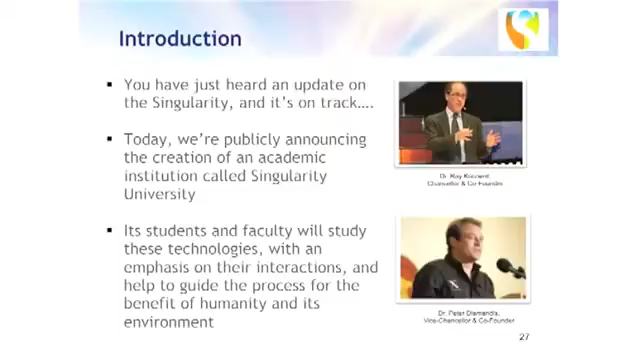 Introduction
▪ You have just heard an update on
the Singularity, and it's on track….
▪ Today, we're publicly announcing
the creation of an academic
institution called Singularity
University
▪ Its students and faculty will study
these technologies, with an
emphasis on their interactions, and
help to guide the process for the
benefit of humanity and its
environment
Dr. Ray Kurzweil,
Chancellor & Co-Founder
Dr. Peter Diamandis,
Vice-Chancellor & Co-Founder
27